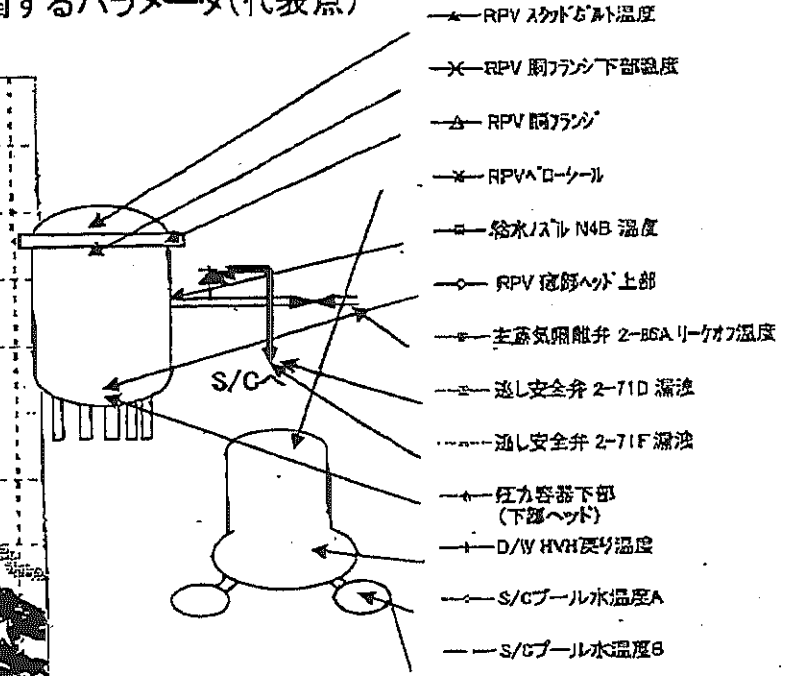 するパラメータ(代表点)
RPV スタッドボルト温度
RPV 胴フランジ下部温度
RPV 胴フランジ
RPVベローシール
給水ノズル N4B 温度
RPV 底部ヘッド上部
主蒸気隔離弁 2-86A リークオフ温度
逃し安全弁 2-71D 漏洩
逃し安全弁 2-71F 漏洩
圧力容器下部
(下部ヘッド)
D/W HVH戻り温度
S/Cプール水温度A
S/Cプール水温度B
S/Cへ